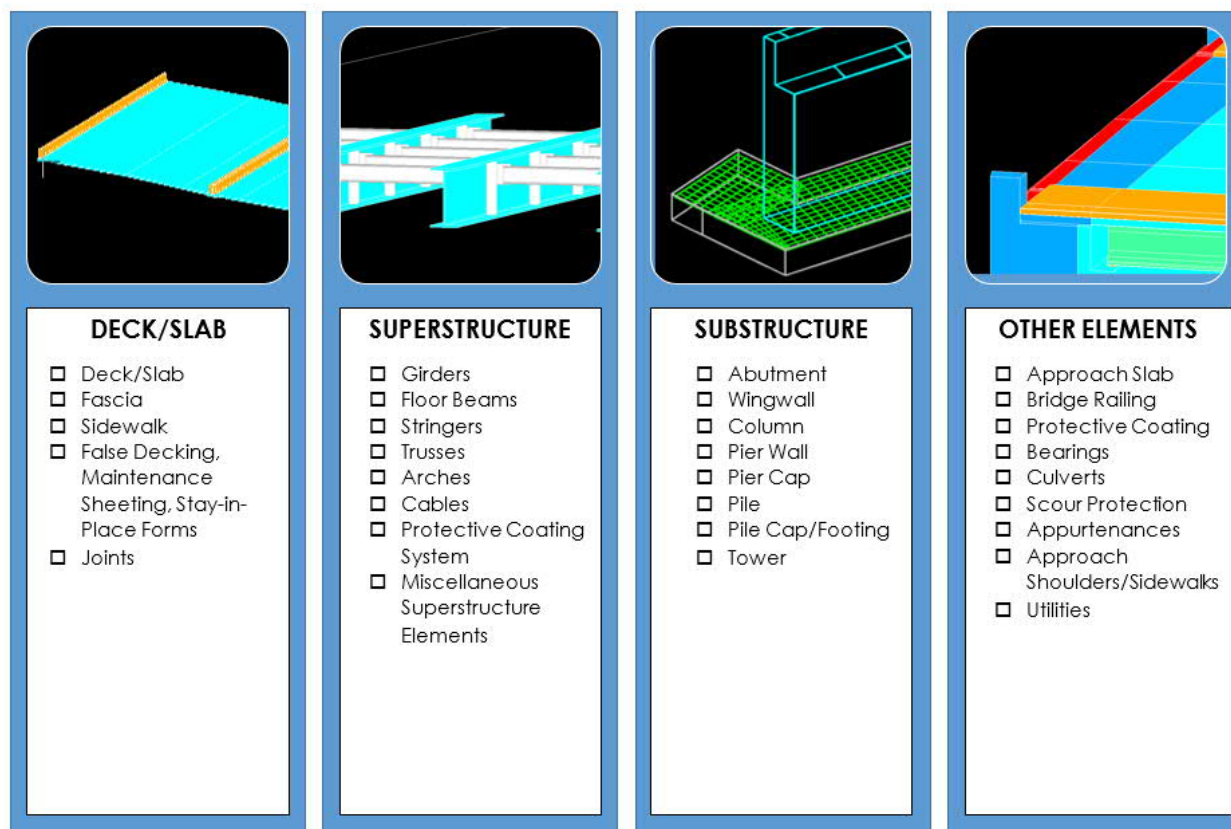 DECK/SLAB
☐ Deck/Slab
☐ Fascia
☐ Sidewalk
☐ False Decking,
Maintenance
Sheeting, Stay-in-
Place Forms
☐ Joints
SUPERSTRUCTURE
☐ Girders
☐ Floor Beams
☐ Stringers
☐ Trusses
☐ Arches
☐ Cables
☐ Protective Coating
System
☐ Miscellaneous
Superstructure
Elements
SUBSTRUCTURE
☐ Abutment
☐ Wingwall
☐ Column
☐ Pier Wall
☐ Pier Cap
☐ Pile
☐ Pile Cap/Footing
☐ Tower
OTHER ELEMENTS
☐ Approach Slab
☐ Bridge Railing
☐ Protective Coating
☐ Bearings
☐ Culverts
☐ Scour Protection
☐ Appurtenances
☐ Approach
Shoulders/Sidewalks
☐ Utilities